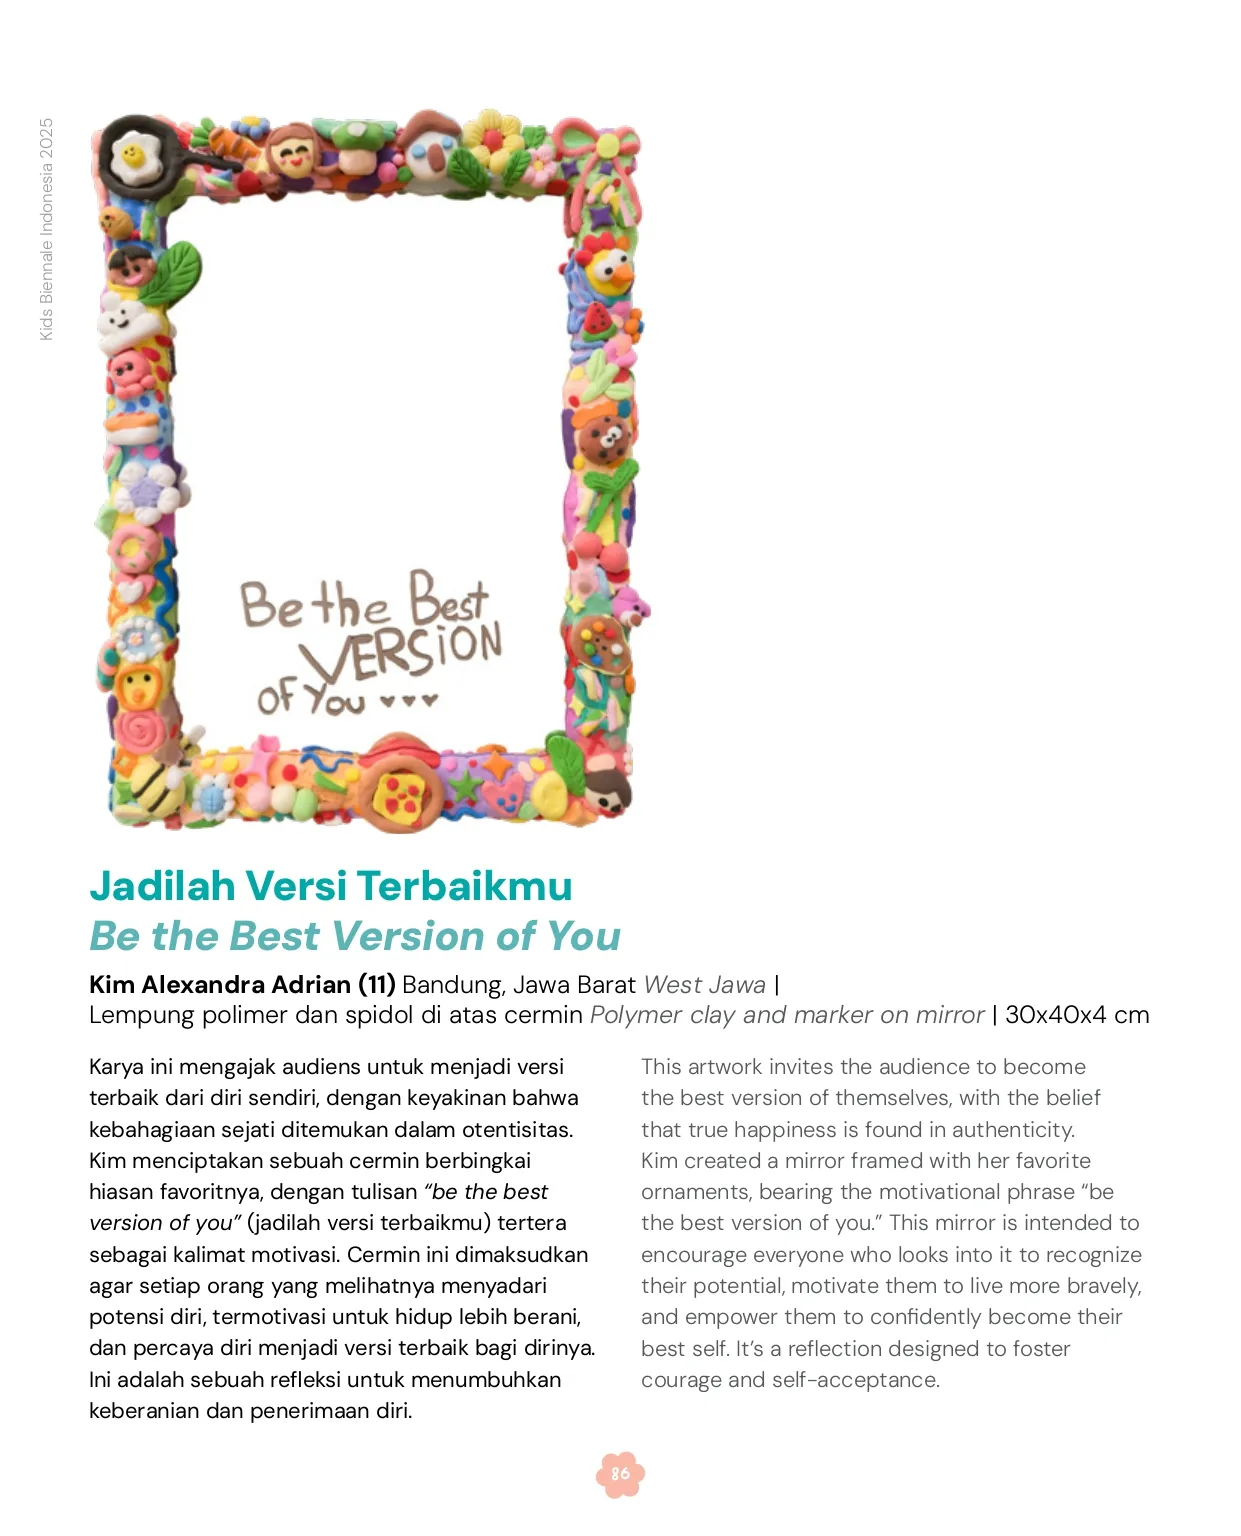 Kids Biennale Indonesia 2025
Be the Best
VERSiON
of You ♥♥♥
Jadilah Versi Terbaikmu
Be the Best Version of You
Kim Alexandra Adrian (11) Bandung, Jawa Barat West Jawa |
Lempung polimer dan spidol di atas cermin Polymer clay and marker on mirror | 30x40x4 cm
Karya ini mengajak audiens untuk menjadi versi
terbaik dari diri sendiri, dengan keyakinan bahwa
kebahagiaan sejati ditemukan dalam otentisitas.
Kim menciptakan sebuah cermin berbingkai
hiasan favoritnya, dengan tulisan “be the best
version of you” (jadilah versi terbaikmu) tertera
sebagai kalimat motivasi. Cermin ini dimaksudkan
agar setiap orang yang melihatnya menyadari
potensi diri, termotivasi untuk hidup lebih berani,
dan percaya diri menjadi versi terbaik bagi dirinya.
Ini adalah sebuah refleksi untuk menumbuhkan
keberanian dan penerimaan diri.
This artwork invites the audience to become
the best version of themselves, with the belief
that true happiness is found in authenticity.
Kim created a mirror framed with her favorite
ornaments, bearing the motivational phrase “be
the best version of you.” This mirror is intended to
encourage everyone who looks into it to recognize
their potential, motivate them to live more bravely,
and empower them to confidently become their
best self. It’s a reflection designed to foster
courage and self-acceptance.
86